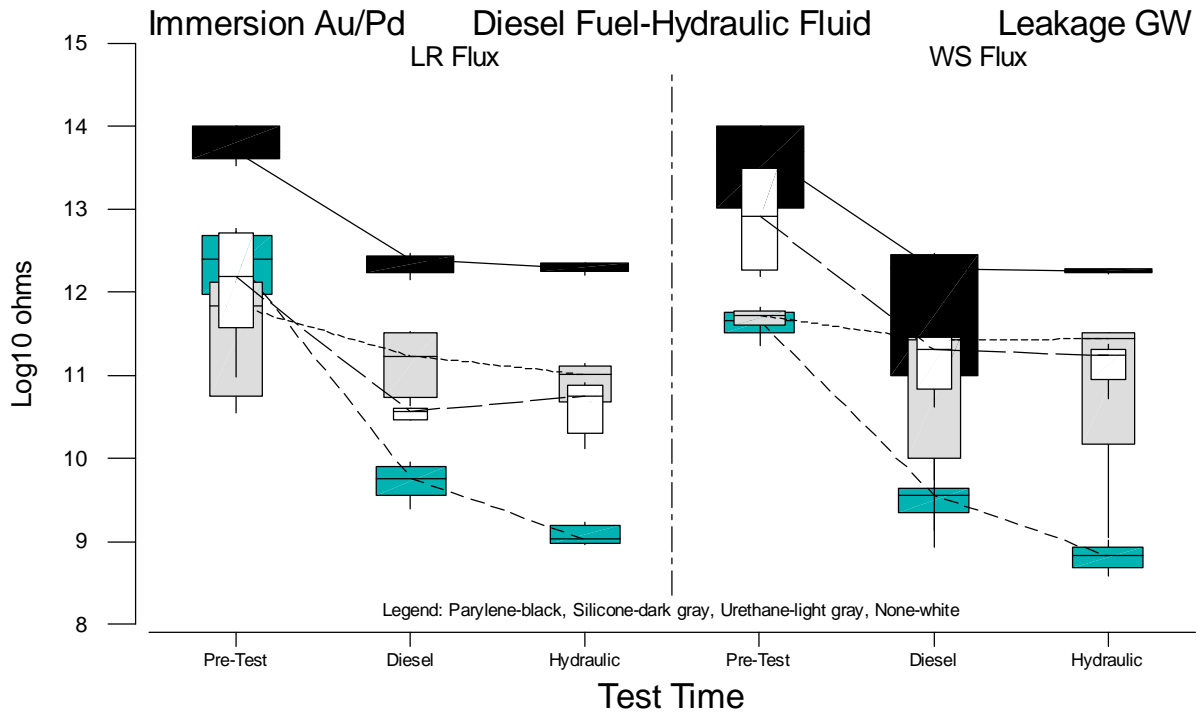 Immersion Au/Pd Diesel Fuel-Hydraulic Fluid Leakage GW
LR Flux WS Flux
15
14
13
12
11
10
9
8
Log10 ohms
Legend: Parylene-black, Silicone-dark gray, Urethane-light gray, None-white
Pre-Test Diesel Hydraulic Pre-Test Diesel Hydraulic
Test Time